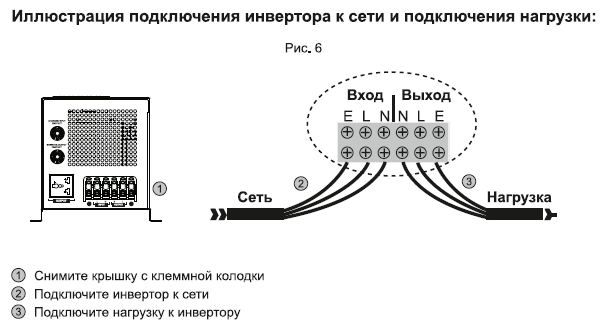 Иллюстрация подключения инвертора к сети и подключения нагрузки:
Рис. 6
Вход Выход
E L N N L E
1
2
3
Сеть
Нагрузка
1 Снимите крышку с клеммной колодки
2 Подключите инвертор к сети
3 Подключите нагрузку к инвертору